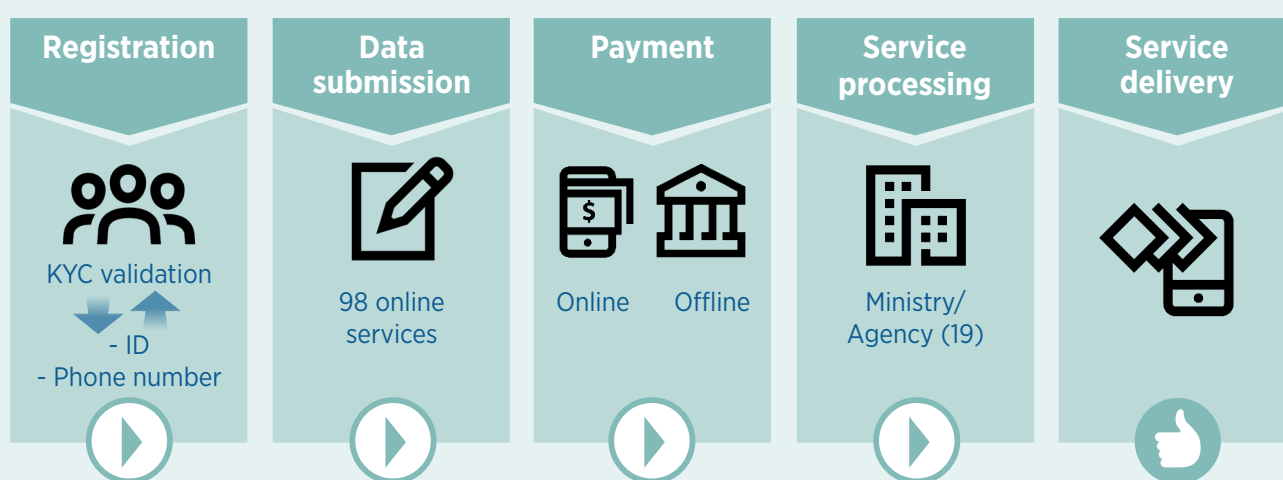 Registration
KYC validation
- ID
- Phone number
Data
submission
98 online
services
Payment
$
Online
Offline
Service
processing
Ministry/
Agency (19)
Service
delivery